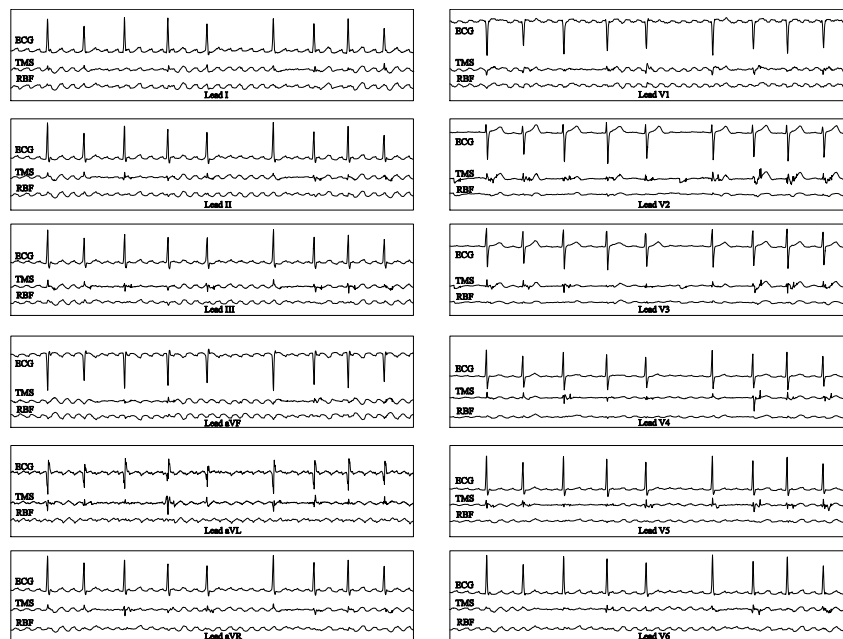 ECG
TMS
RBF
Lead I
ECG
TMS
RBF
Lead II
ECG
TMS
RBF
Lead III
ECG
TMS
RBF
Lead aVF
ECG
TMS
RBF
Lead aVL
ECG
TMS
RBF
Lead aVR
ECG
TMS
RBF
Lead V1
ECG
TMS
RBF
Lead V2
ECG
TMS
RBF
Lead V3
ECG
TMS
RBF
Lead V4
ECG
TMS
RBF
Lead V5
ECG
TMS
RBF
Lead V6